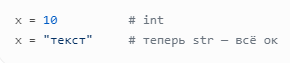 x = 10          # int
x = "текст"     # теперь str — всё ок